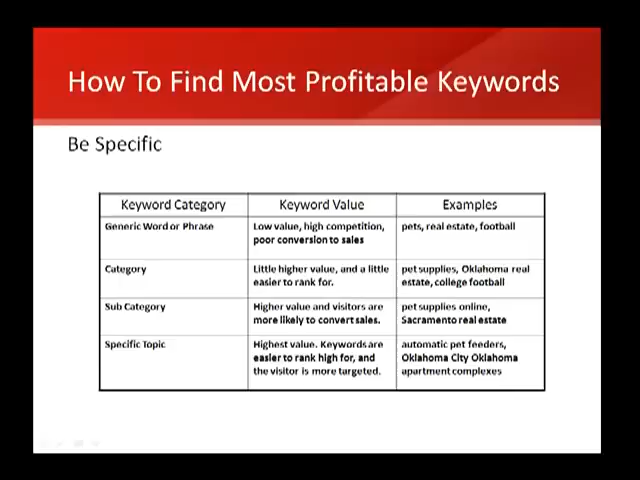 How To Find Most Profitable Keywords
Be Specific
Keyword Category Keyword Value Examples
Generic Word or Phrase Low value, high competition, pets, real estate, football
poor conversion to sales
Category Little higher value, and a little pet supplies, Oklahoma real
easier to rank for. estate, college football
Sub Category Higher value and visitors are pet supplies online,
more likely to convert sales. Sacramento real estate
Specific Topic Highest value. Keywords are automatic pet feeders,
easier to rank high for, and Oklahoma City Oklahoma
the visitor is more targeted. apartment complexes